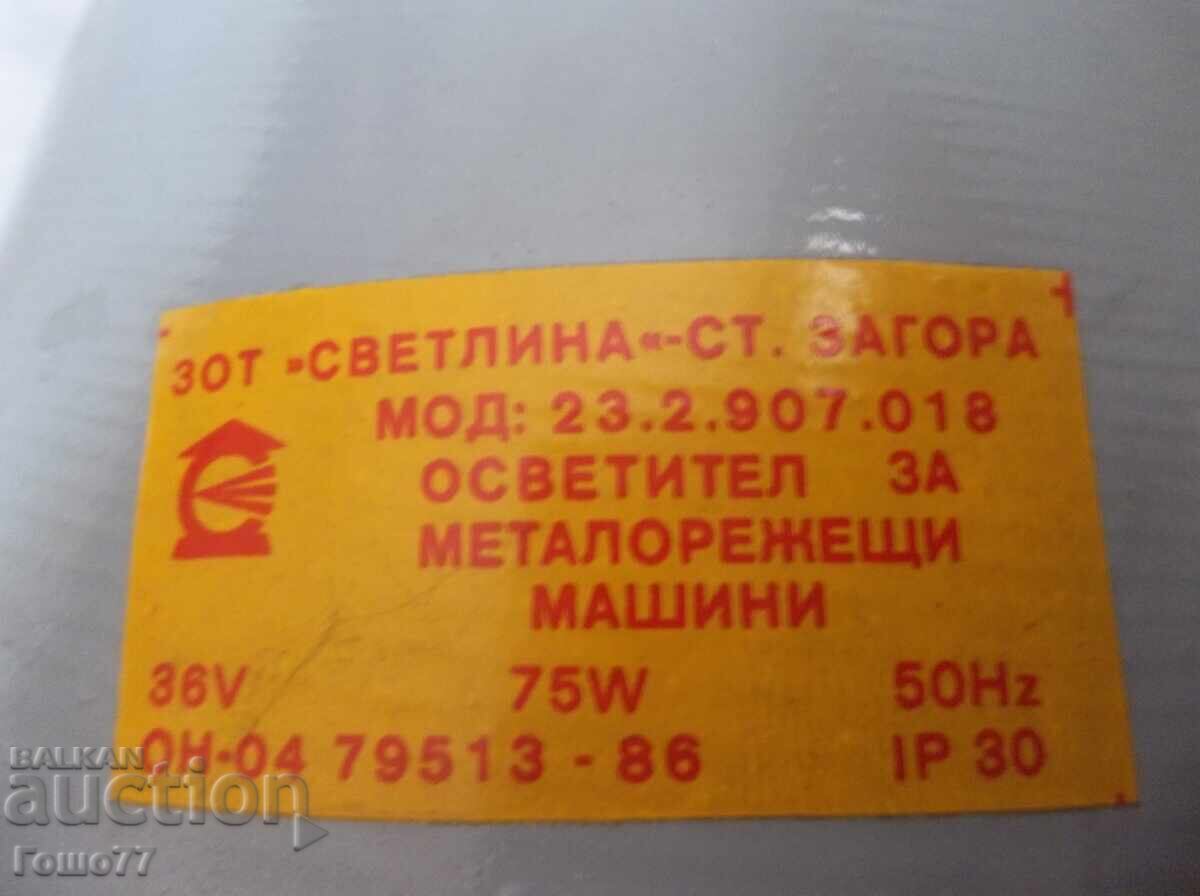 ЗОТ »СВЕТЛИНА«-СТ. ЗАГОРА
МОД: 23.2.907.018
ОСВЕТИТЕЛ ЗА
МЕТАЛОРЕЖЕЩИ
МАШИНИ
36V 75W 50Hz
ОН-04 79513 - 86 IP 30
BALKAN
auction
Гошо77